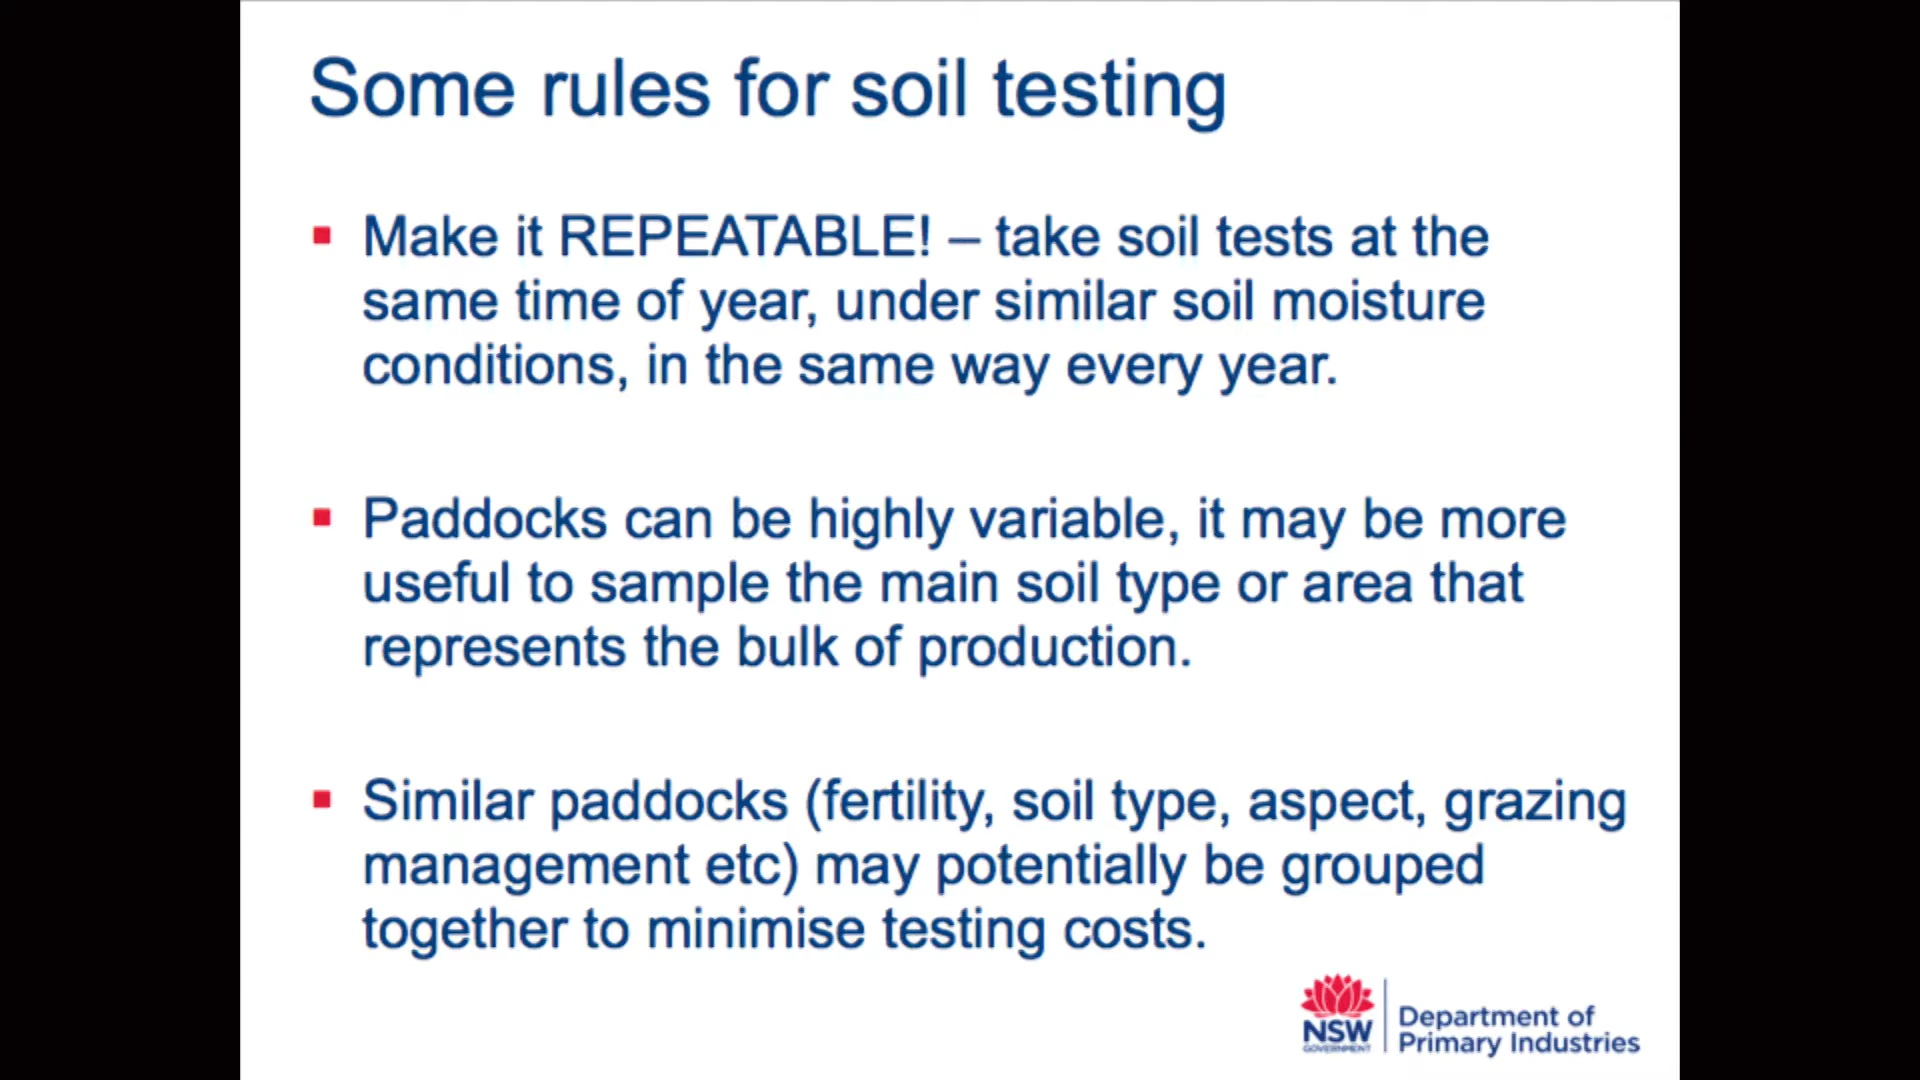 Some rules for soil testing
Make it REPEATABLE! – take soil tests at the
same time of year, under similar soil moisture
conditions, in the same way every year.
Paddocks can be highly variable, it may be more
useful to sample the main soil type or area that
represents the bulk of production.
Similar paddocks (fertility, soil type, aspect, grazing
management etc) may potentially be grouped
together to minimise testing costs.
NSW
GOVERNMENT
Department of
Primary Industries